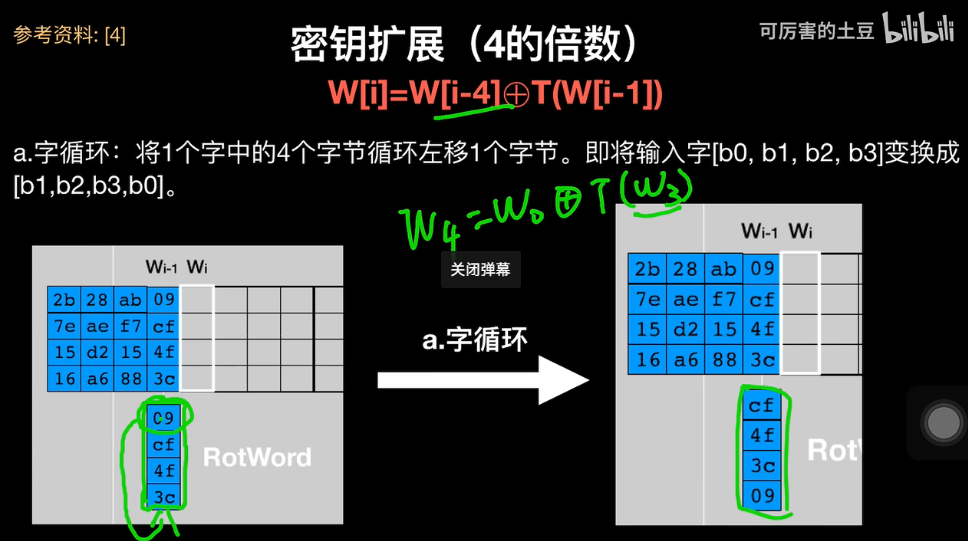 参考资料: [4]
可厉害的土豆 bilibili
密钥扩展（4的倍数）
W[i]=W[i-4]⊕T(W[i-1])
a.字循环：将1个字中的4个字节循环左移1个字节。即将输入字[b0, b1, b2, b3]变换成
[b1,b2,b3,b0]。
W4=W0⊕T(W3)
关闭弹幕
Wi-1 Wi
2b 28 ab 09
7e ae f7 cf
15 d2 15 4f
16 a6 88 3c
09
cf
4f
3c
RotWord
a.字循环
Wi-1 Wi
2b 28 ab 09
7e ae f7 cf
15 d2 15 4f
16 a6 88 3c
cf
4f
3c
09
Rot